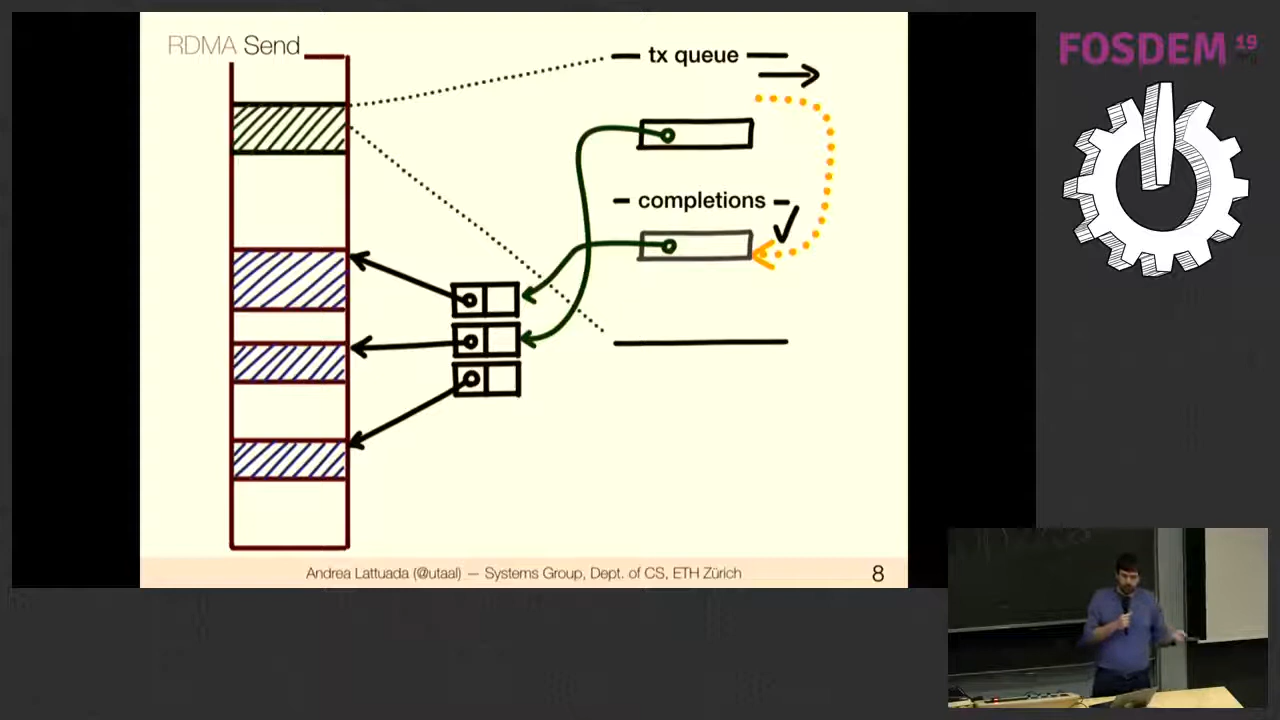 RDMA Send
tx queue
completions
Andrea Lattuada (@utaal) — Systems Group, Dept. of CS, ETH Zürich
8
FOSDEM 19